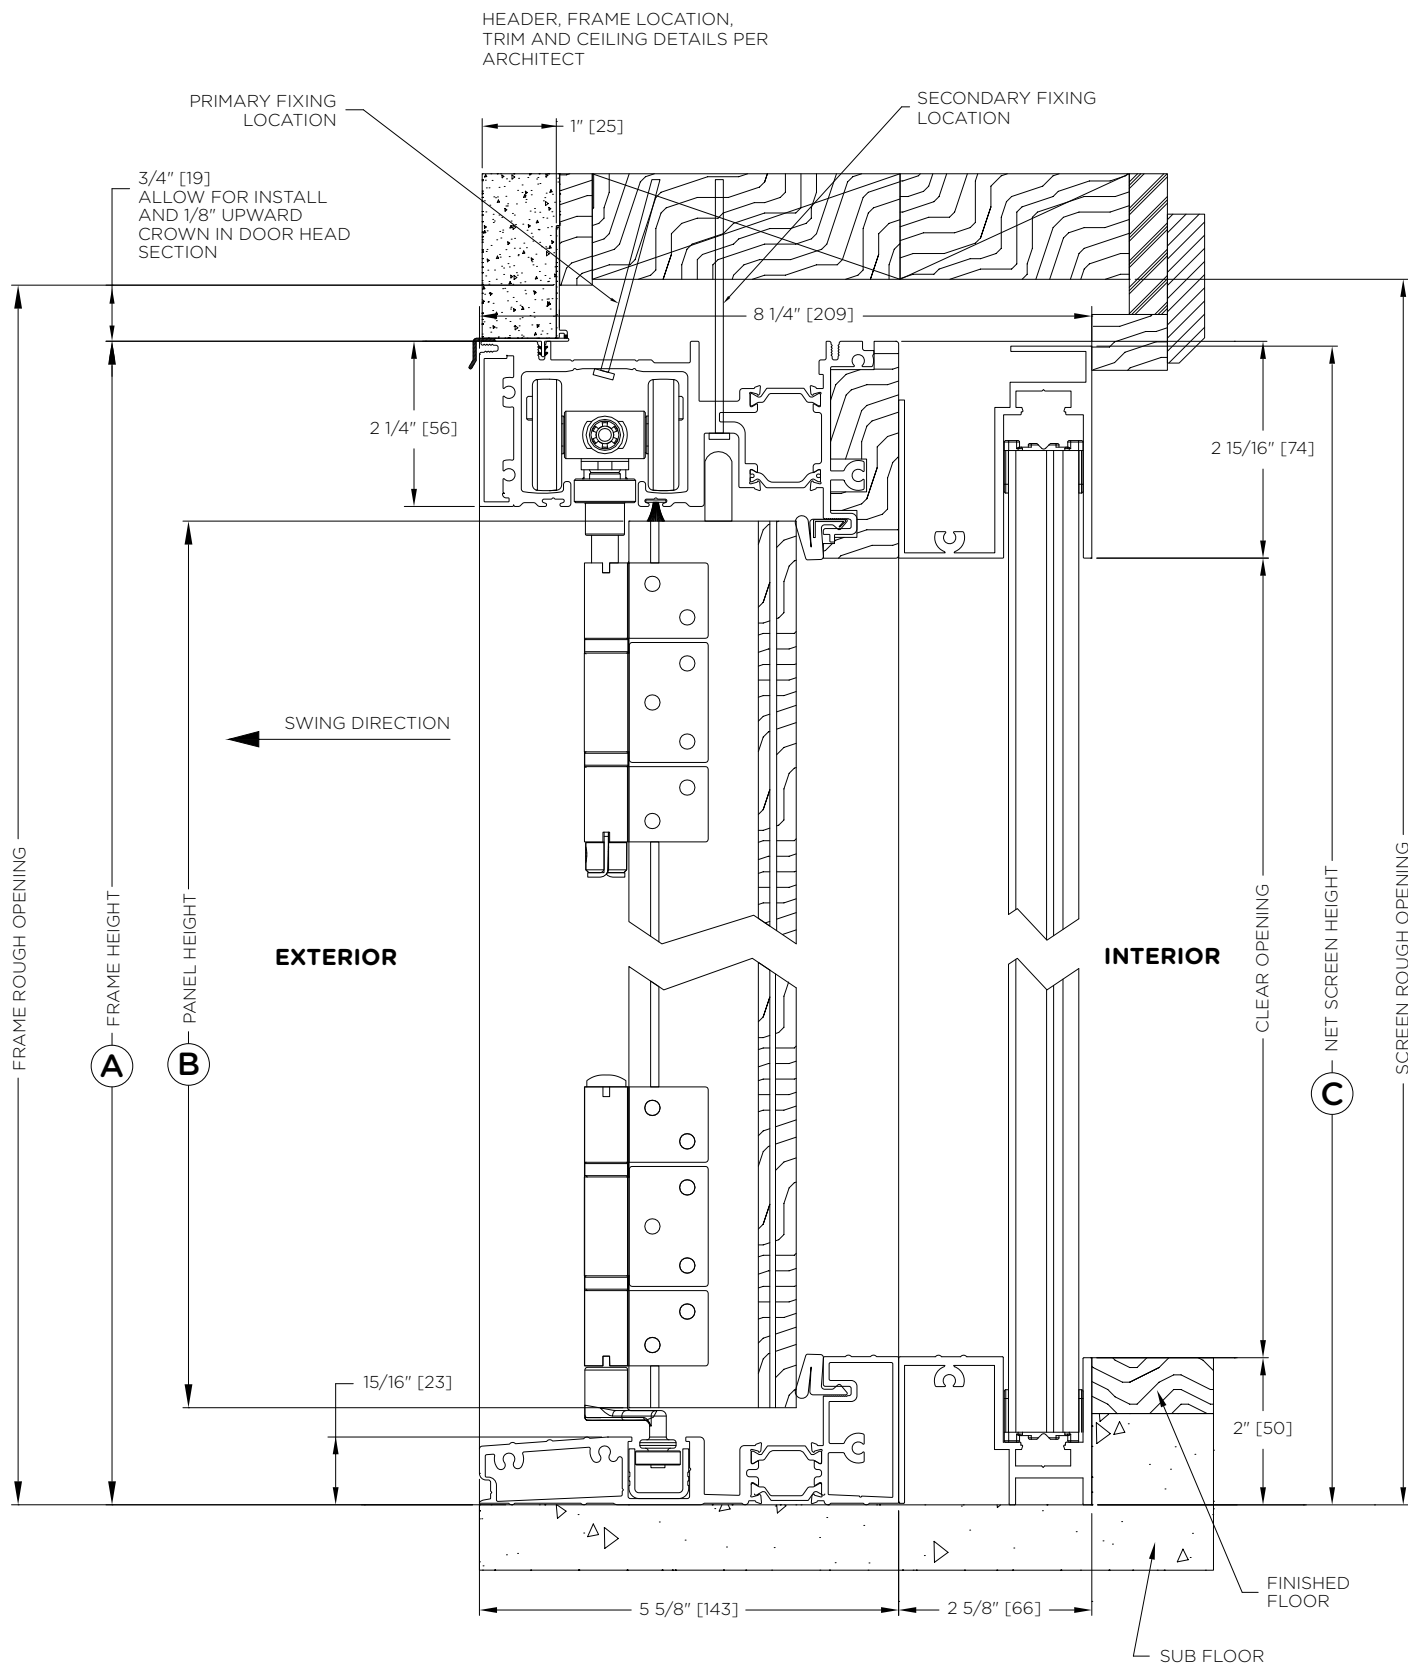 HEADER, FRAME LOCATION,
TRIM AND CEILING DETAILS PER
ARCHITECT
PRIMARY FIXING
LOCATION
1" [25]
SECONDARY FIXING
LOCATION
3/4" [19]
ALLOW FOR INSTALL
AND 1/8" UPWARD
CROWN IN DOOR HEAD
SECTION
8 1/4" [209]
2 1/4" [56]
2 15/16" [74]
SWING DIRECTION
FRAME ROUGH OPENING
FRAME HEIGHT
A
PANEL HEIGHT
B
EXTERIOR
INTERIOR
CLEAR OPENING
NET SCREEN HEIGHT
C
SCREEN ROUGH OPENING
15/16" [23]
2" [50]
5 5/8" [143]
2 5/8" [66]
FINISHED
FLOOR
SUB FLOOR